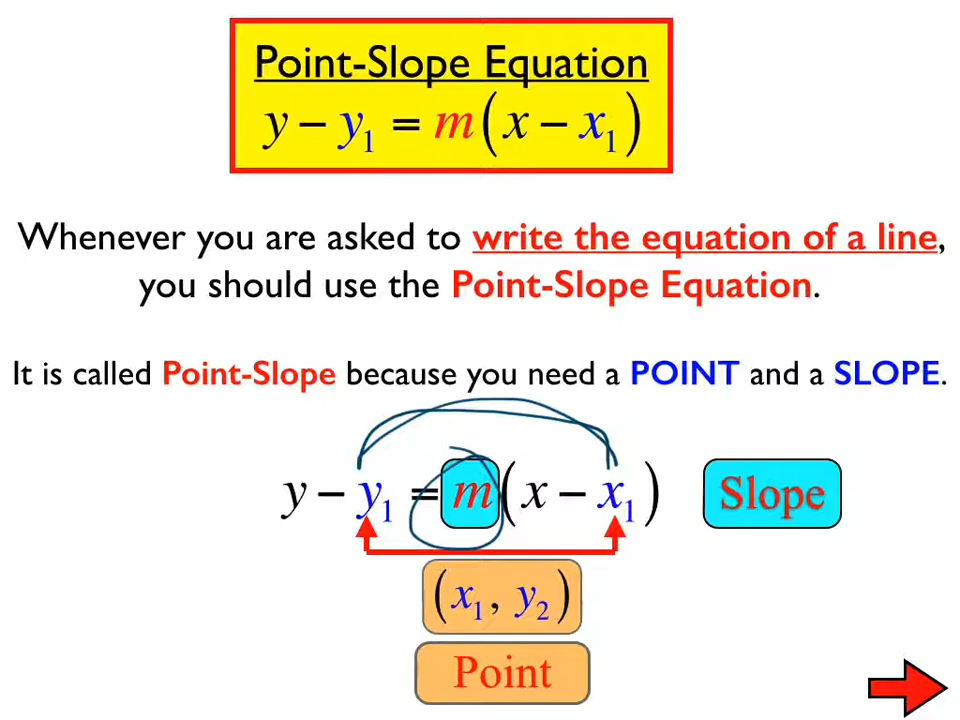 Point-Slope Equation
y − y₁ = m(x − x₁)
Whenever you are asked to write the equation of a line,
you should use the Point-Slope Equation.
It is called Point-Slope because you need a POINT and a SLOPE.
y − y₁ = m(x − x₁) Slope
(x₁, y₂)
Point